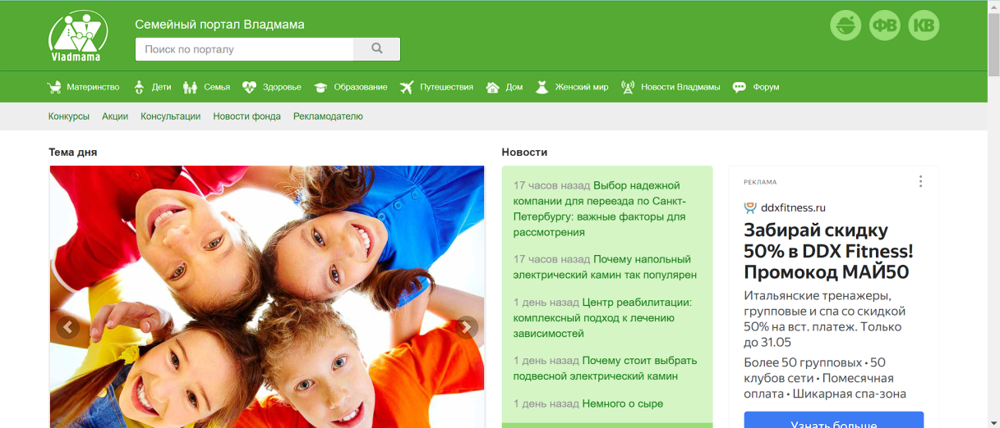 Семейный портал Владмама
Vladmama
Поиск по порталу
ФВ
КВ
Материнство
Дети
Семья
Здоровье
Образование
Путешествия
Дом
Женский мир
Новости Владмамы
Форум
Конкурсы
Акции
Консультации
Новости фонда
Рекламодателю
Тема дня
Новости
17 часов назад Выбор надежной
компании для переезда по Санкт-
Петербургу: важные факторы для
рассмотрения
17 часов назад Почему напольный
электрический камин так популярен
1 день назад Центр реабилитации:
комплексный подход к лечению
зависимостей
1 день назад Почему стоит выбрать
подвесной электрический камин
1 день назад Немного о сыре
РЕКЛАМА
ddxfitness.ru
Забирай скидку
50% в DDX Fitness!
Промокод МАЙ50
Итальянские тренажеры,
групповые и спа со скидкой
50% на вст. платеж. Только
до 31.05
Более 50 групповых • 50
клубов сети • Помесячная
оплата • Шикарная спа-зона
Узнать больше